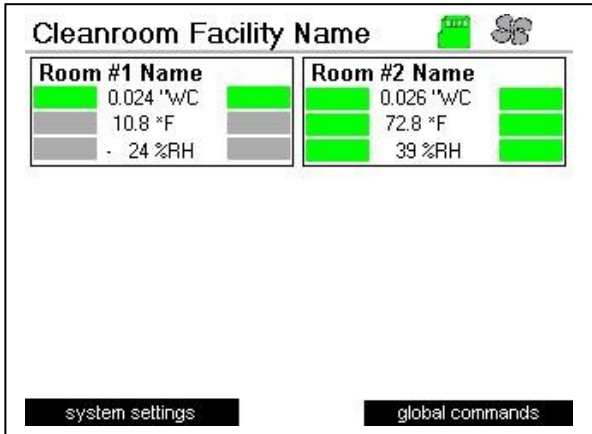 Cleanroom Facility Name
Room #1 Name
0.024 "WC
10.8 °F
- 24 %RH
Room #2 Name
0.026 "WC
72.8 °F
39 %RH
system settings
global commands